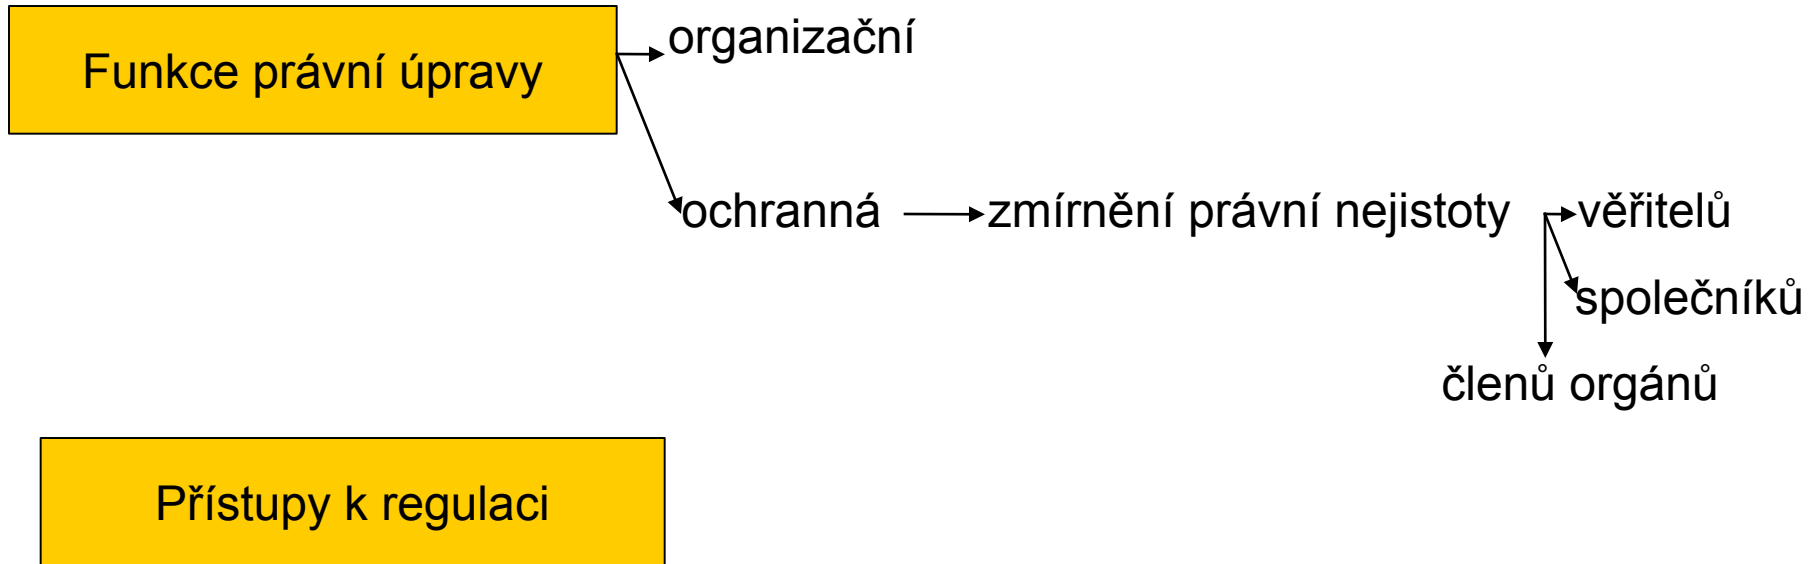 organizační
Funkce právní úpravy
ochranná
zmírnění právní nejistoty
věřitelů
společníků
členů orgánů
Přístupy k regulaci